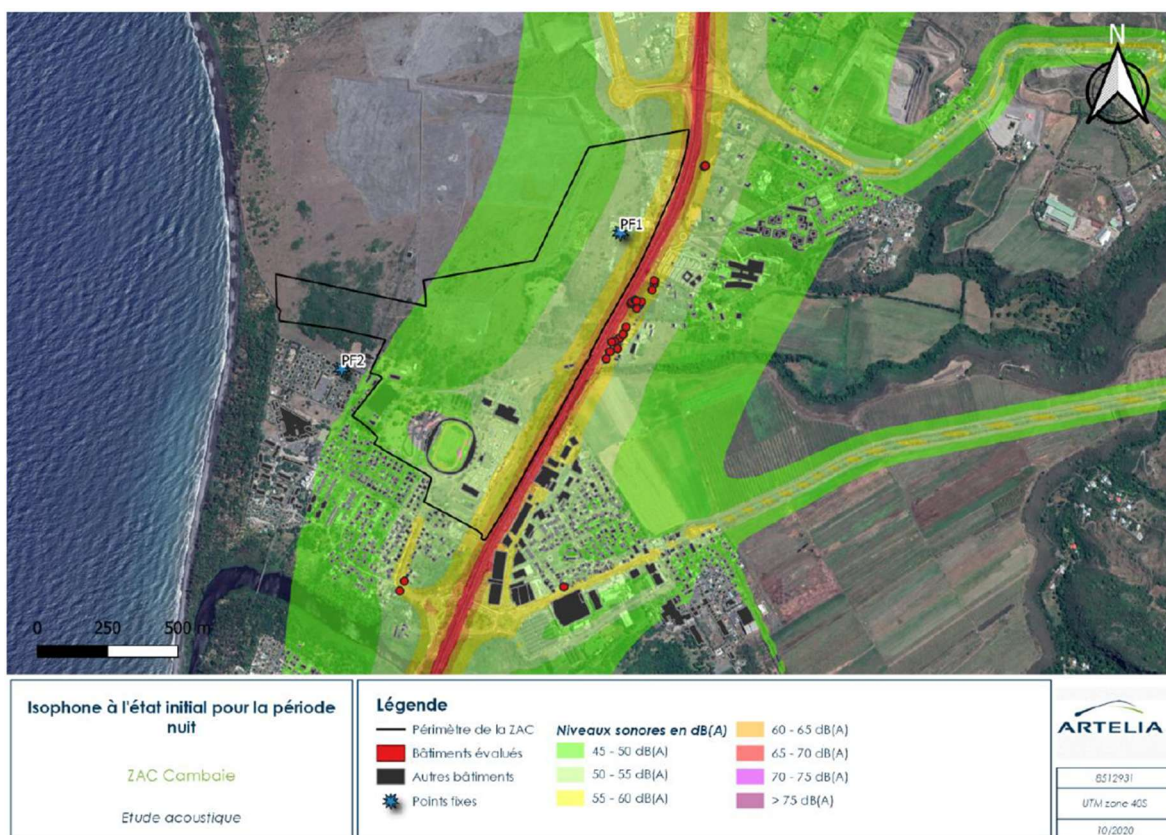 N
PF1
PF2
0 250 500 m
Isophone à l'état initial pour la période
nuit
ZAC Cambaie
Etude acoustique
Légende
Périmètre de la ZAC
Bâtiments évalués
Autres bâtiments
Points fixes
Niveaux sonores en dB(A)
45 - 50 dB(A)
50 - 55 dB(A)
55 - 60 dB(A)
60 - 65 dB(A)
65 - 70 dB(A)
70 - 75 dB(A)
> 75 dB(A)
ARTELIA
8512931
UTM zone 40S
10/2020